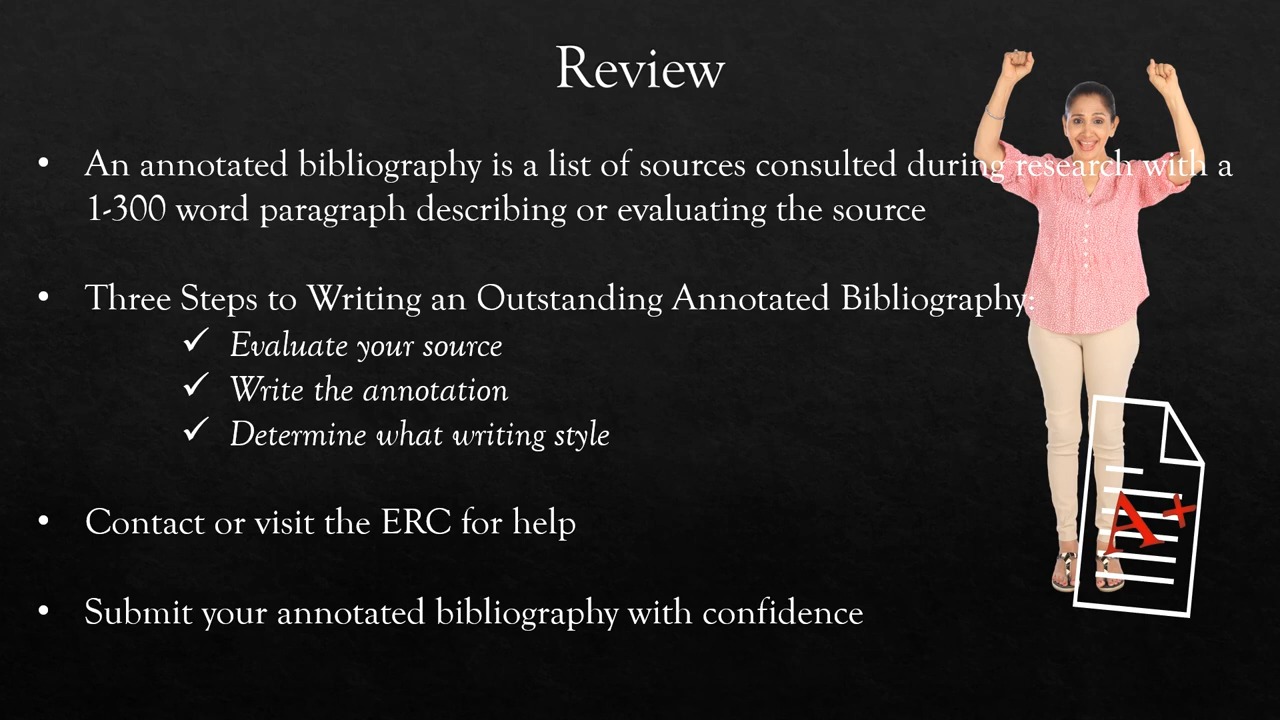 Review
• An annotated bibliography is a list of sources consulted during research with a
1-300 word paragraph describing or evaluating the source
• Three Steps to Writing an Outstanding Annotated Bibliography:
✓ Evaluate your source
✓ Write the annotation
✓ Determine what writing style
• Contact or visit the ERC for help
• Submit your annotated bibliography with confidence
A+